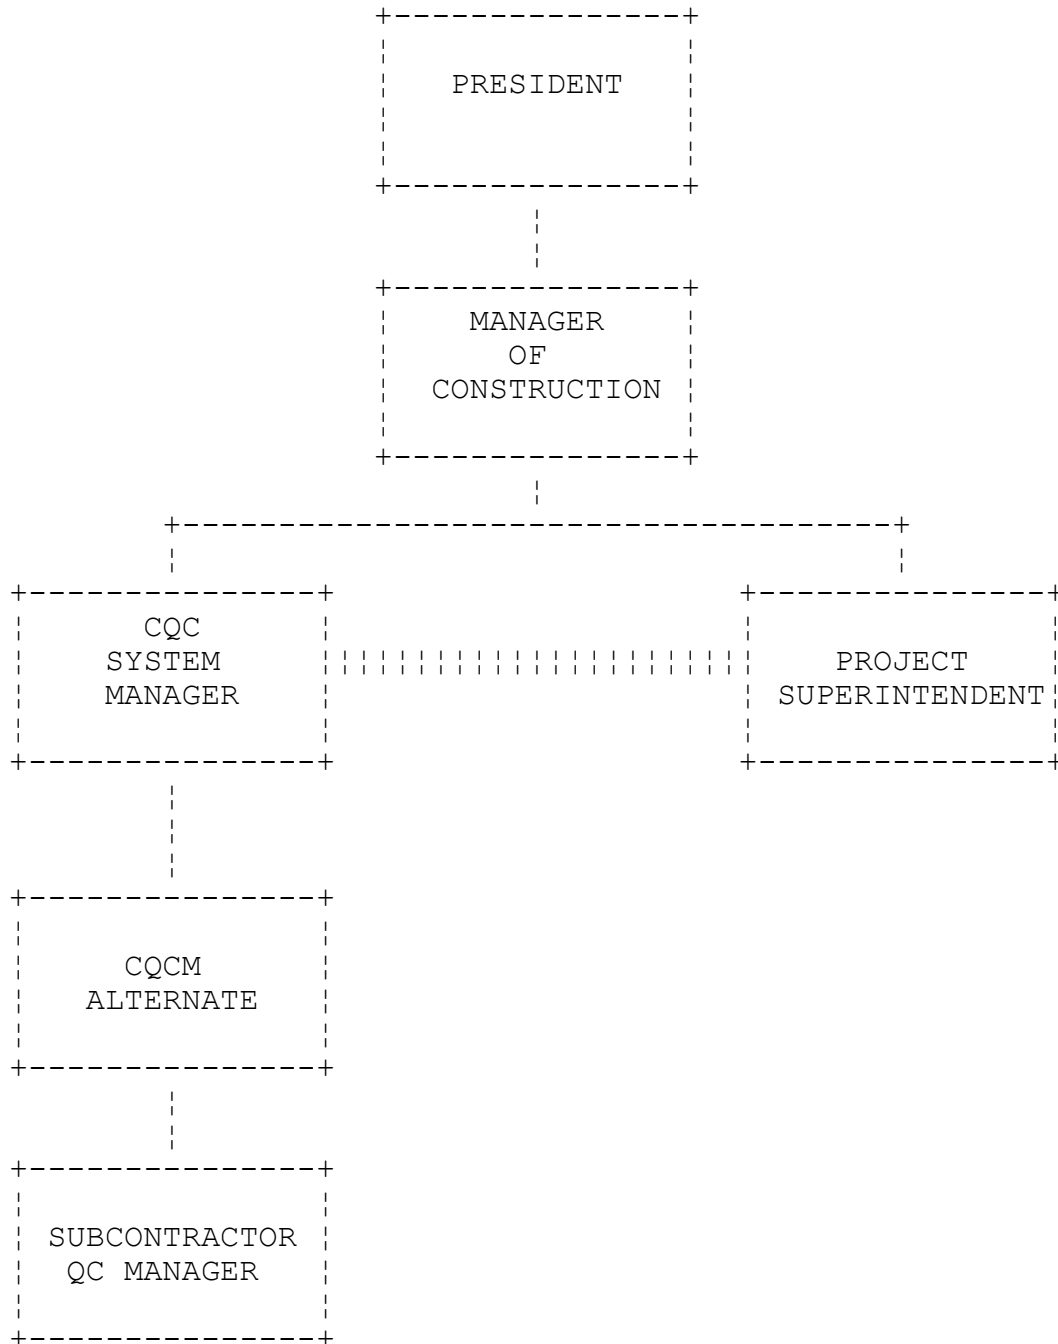 PRESIDENT
MANAGER
OF
CONSTRUCTION
CQC
SYSTEM
MANAGER
PROJECT
SUPERINTENDENT
CQCM
ALTERNATE
SUBCONTRACTOR
QC MANAGER